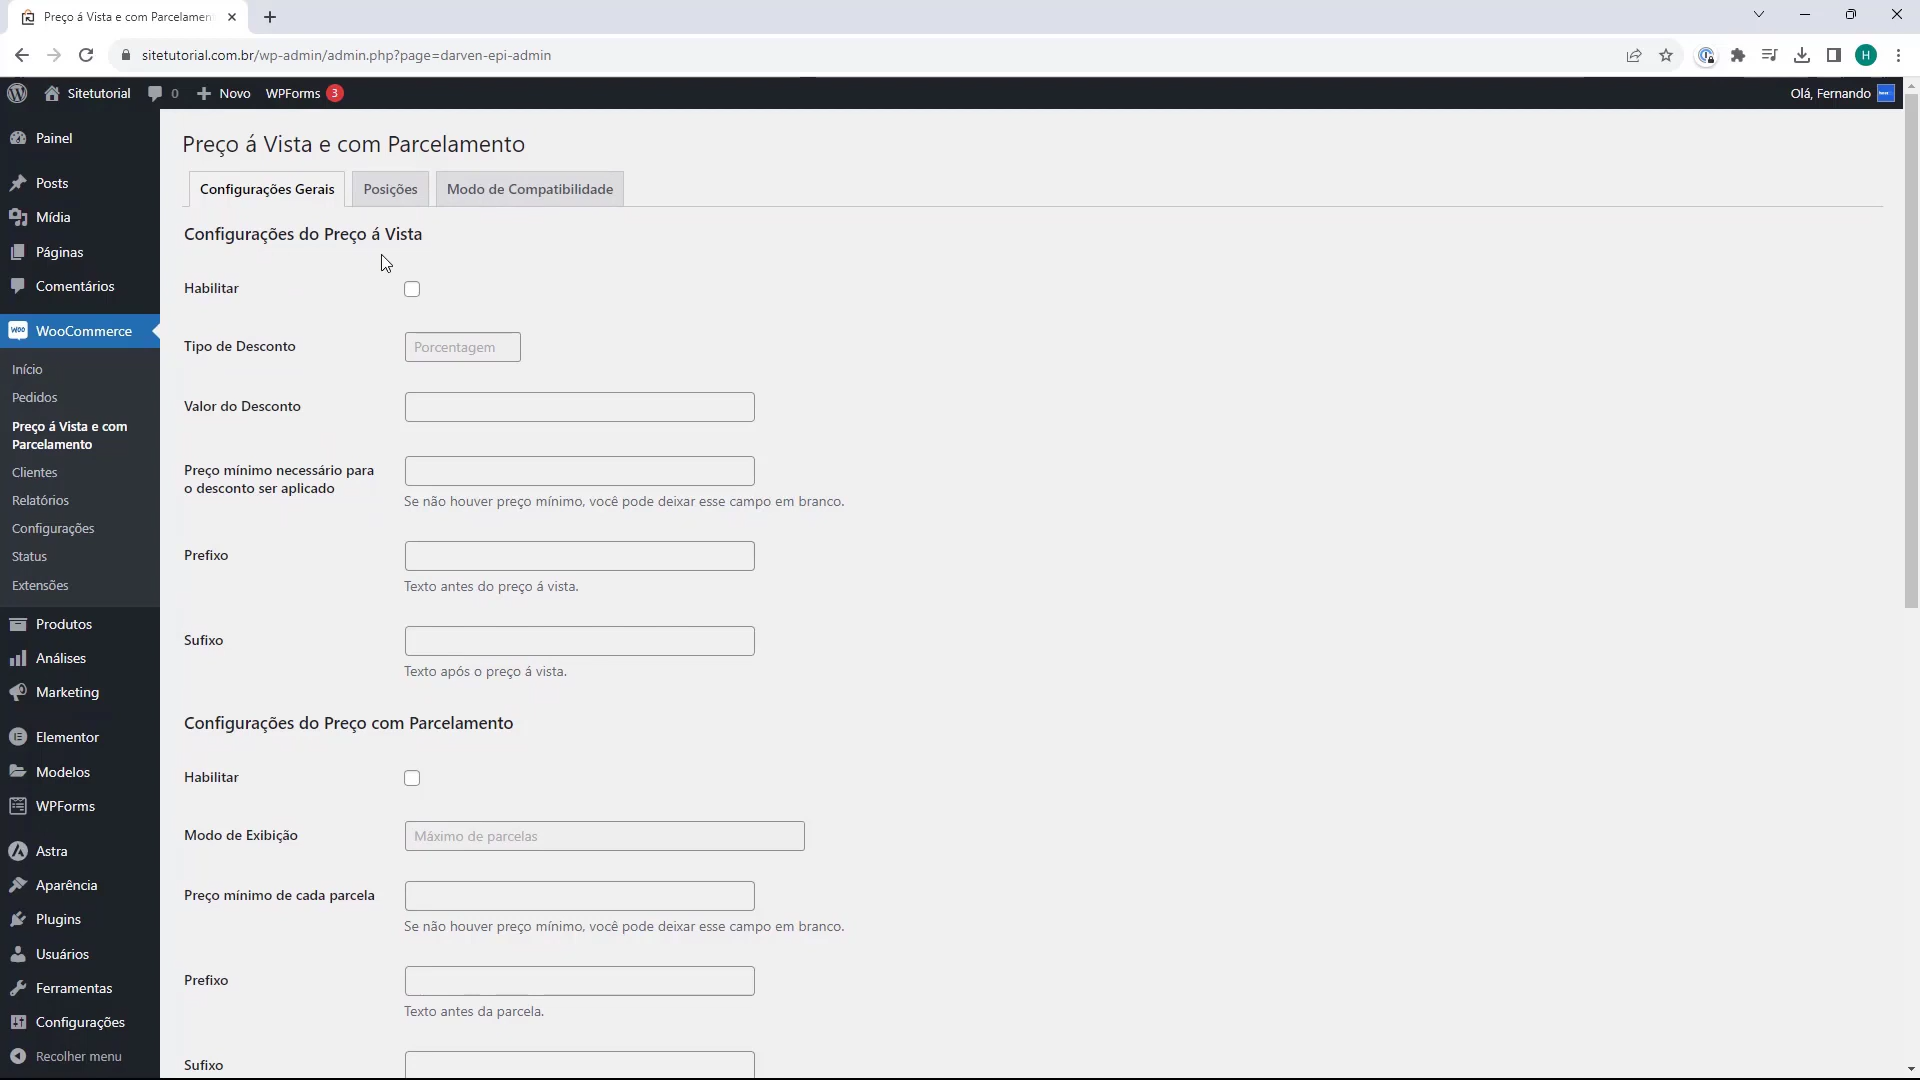 Preço á Vista e com Parcelamen
sitetutorial.com.br/wp-admin/admin.php?page=darven-epi-admin
H
Sitetutorial
0
Novo
WPForms 3
Olá, Fernando
Painel
Posts
Mídia
Páginas
Comentários
WooCommerce
Início
Pedidos
Preço á Vista e com
Parcelamento
Clientes
Relatórios
Configurações
Status
Extensões
Produtos
Análises
Marketing
Elementor
Modelos
WPForms
Astra
Aparência
Plugins
Usuários
Ferramentas
Configurações
Recolher menu
Preço á Vista e com Parcelamento
Configurações Gerais
Posições
Modo de Compatibilidade
Configurações do Preço á Vista
Habilitar
Tipo de Desconto
Porcentagem
Valor do Desconto
Preço mínimo necessário para
o desconto ser aplicado
Se não houver preço mínimo, você pode deixar esse campo em branco.
Prefixo
Texto antes do preço á vista.
Sufixo
Texto após o preço á vista.
Configurações do Preço com Parcelamento
Habilitar
Modo de Exibição
Máximo de parcelas
Preço mínimo de cada parcela
Se não houver preço mínimo, você pode deixar esse campo em branco.
Prefixo
Texto antes da parcela.
Sufixo